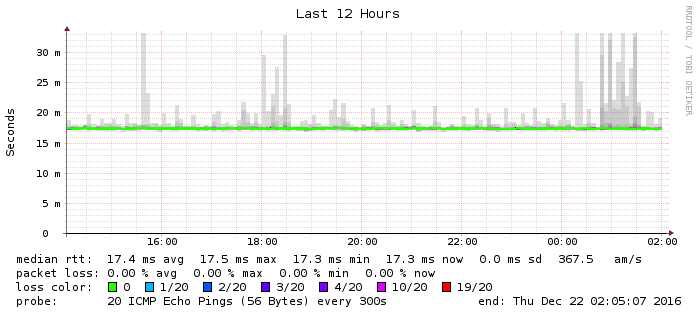 Last 12 Hours
RRDTOOL / TOBI OETIKER
Seconds
30 m
25 m
20 m
15 m
10 m
5 m
0
16:00 18:00 20:00 22:00 00:00 02:00
median rtt: 17.4 ms avg 17.5 ms max 17.3 ms min 17.3 ms now 0.0 ms sd 367.5 am/s
packet loss: 0.00 % avg 0.00 % max 0.00 % min 0.00 % now
loss color: 0 1/20 2/20 3/20 4/20 10/20 19/20
probe: 20 ICMP Echo Pings (56 Bytes) every 300s end: Thu Dec 22 02:05:07 2016